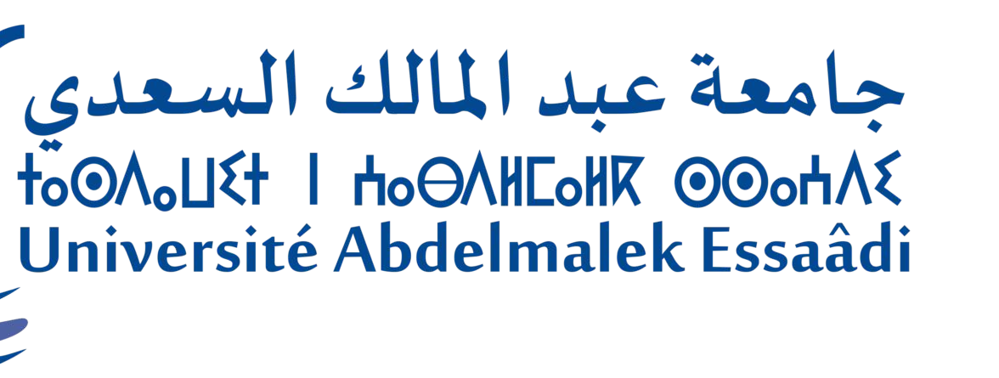 جامعة عبد المالك السعدي
ⵜⴰⵙⴷⴰⵡⵉⵜ ⵏ ⵄⴰⴱⴷⵍⵎⴰⵍⴽ ⵙⵙⴰⵄⴷⵉ
Université Abdelmalek Essaâdi